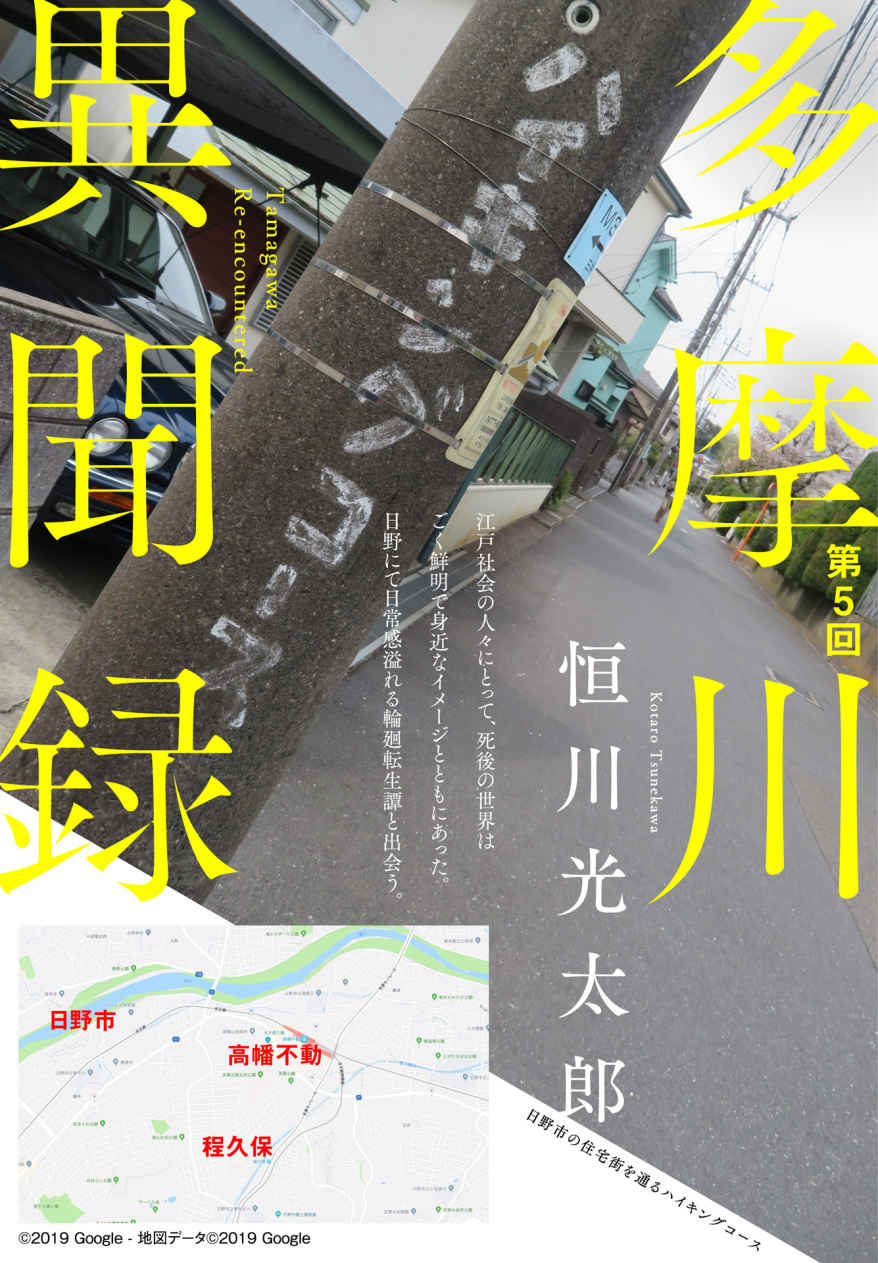 多摩川
異聞録
Tamagawa
Re-encountered
第5回
恒川光太郎
Kotaro Tsunekawa
江戸社会の人々にとって、死後の世界は
ごく鮮明で身近なイメージとともにあった。
日野にて日常感溢れる輪廻転生譚と出会う。
ハイキングコース
日野市
高幡不動
程久保
日野市の住宅街を通るハイキングコース
©2019 Google - 地図データ©2019 Google